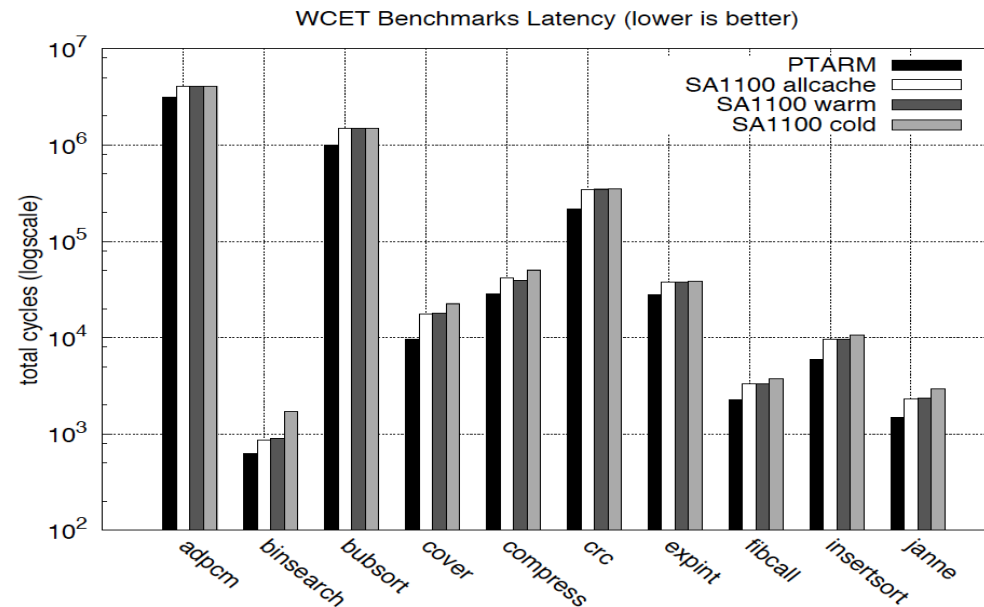 WCET Benchmarks Latency (lower is better)
PTARM
SA1100 allcache
SA1100 warm
SA1100 cold
total cycles (logscale)
10^7
10^6
10^5
10^4
10^3
10^2
adpcm
binsearch
bubsort
cover
compress
crc
expint
fibcall
insertsort
janne